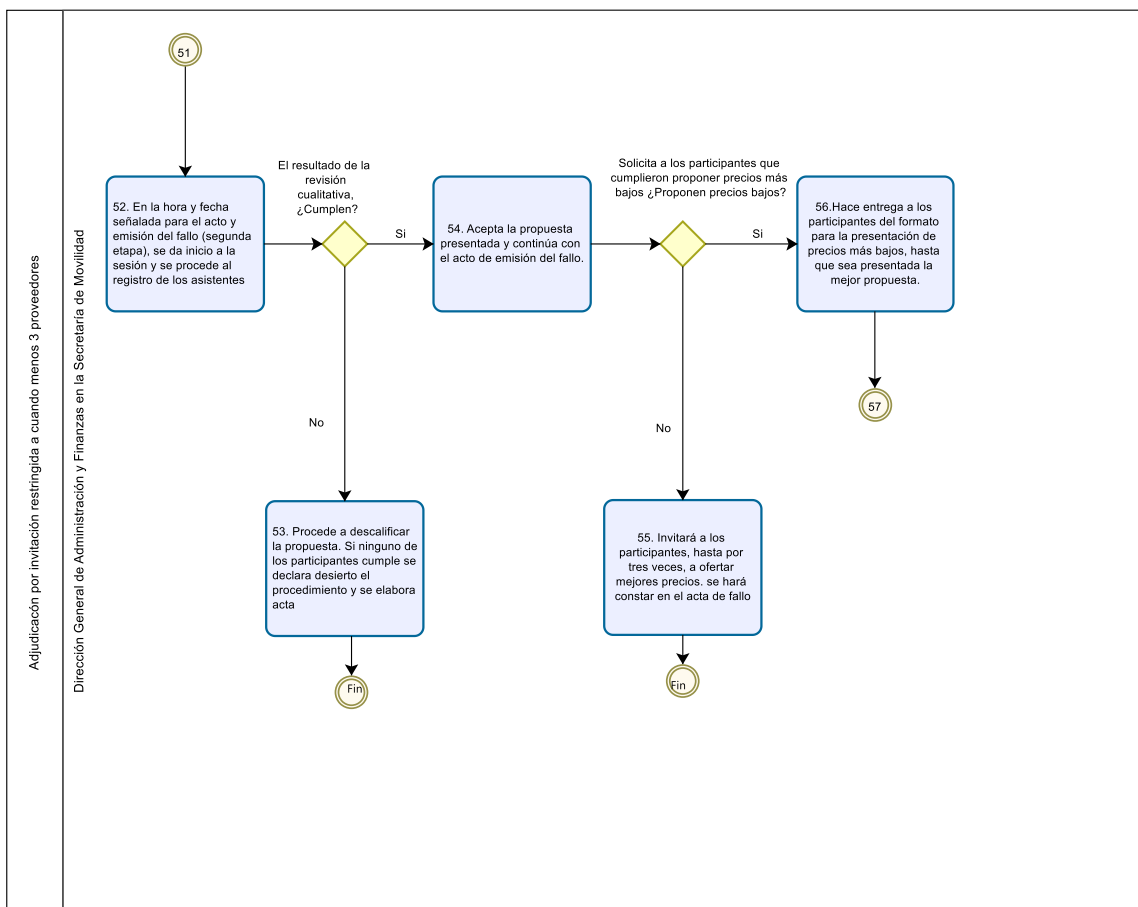 Adjudicacón por invitación restringida a cuando menos 3 proveedores
Dirección General de Administración y Finanzas en la Secretaría de Movilidad
51
52. En la hora y fecha
señalada para el acto y
emisión del fallo (segunda
etapa), se da inicio a la
sesión y se procede al
registro de los asistentes
El resultado de la
revisión
cualitativa,
¿Cumplen?
Si
No
53. Procede a descalificar
la propuesta. Si ninguno de
los participantes cumple se
declara desierto el
procedimiento y se elabora
acta
Fin
54. Acepta la propuesta
presentada y continúa con
el acto de emisión del fallo.
Solicita a los participantes que
cumplieron proponer precios más
bajos ¿Proponen precios bajos?
Si
No
55. Invitará a los
participantes, hasta por
tres veces, a ofertar
mejores precios. se hará
constar en el acta de fallo
Fin
56.Hace entrega a los
participantes del formato
para la presentación de
precios más bajos, hasta
que sea presentada la
mejor propuesta.
57